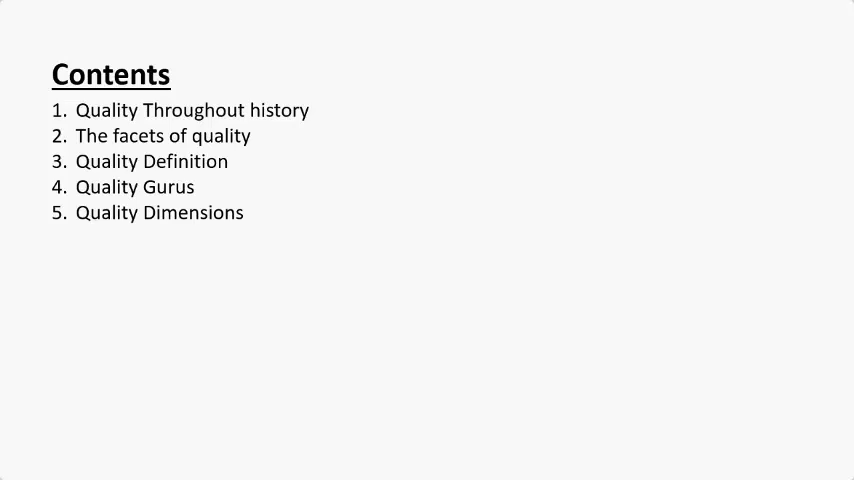 Contents
1. Quality Throughout history
2. The facets of quality
3. Quality Definition
4. Quality Gurus
5. Quality Dimensions